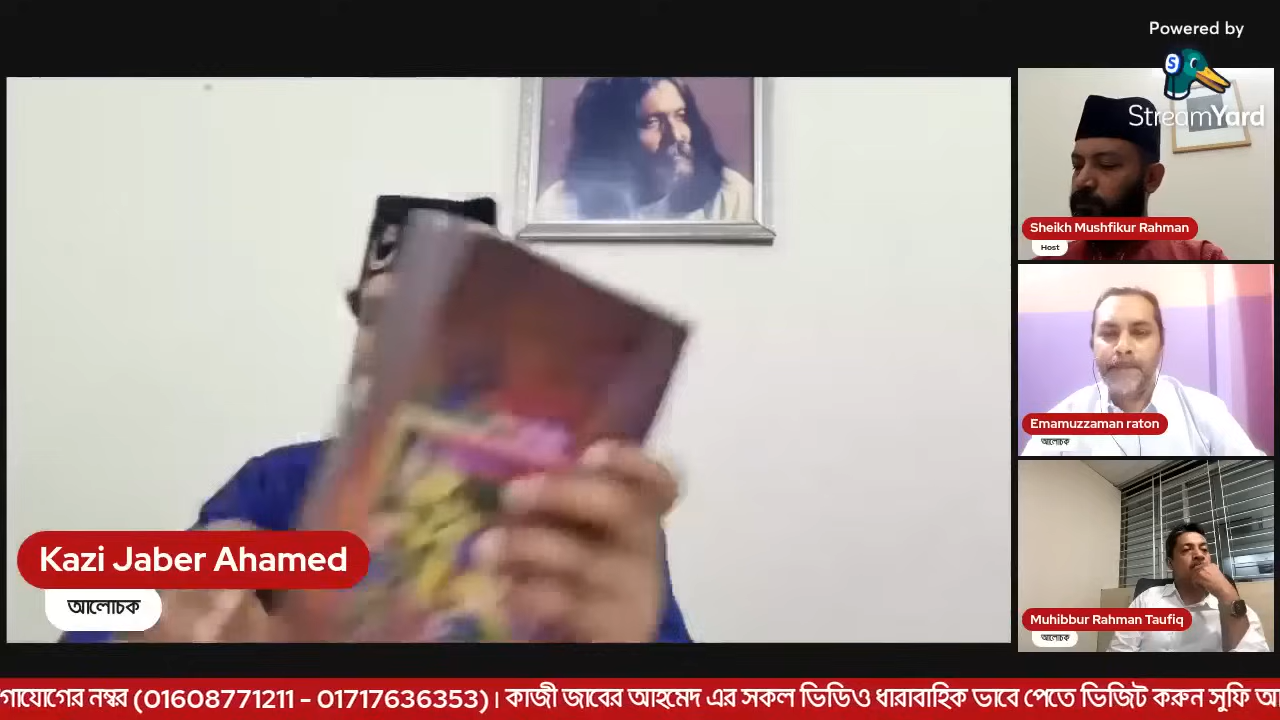 Powered by
StreamYard
Sheikh Mushfikur Rahman
Host
Emamuzzaman raton
আলোচক
Kazi Jaber Ahamed
আলোচক
Muhibbur Rahman Taufiq
আলোচক
গাযোগের নম্বর (01608771211 - 01717636353)। কাজী জাবের আহমেদ এর সকল ভিডিও ধারাবাহিক ভাবে পেতে ভিজিট করুন সুফি আ